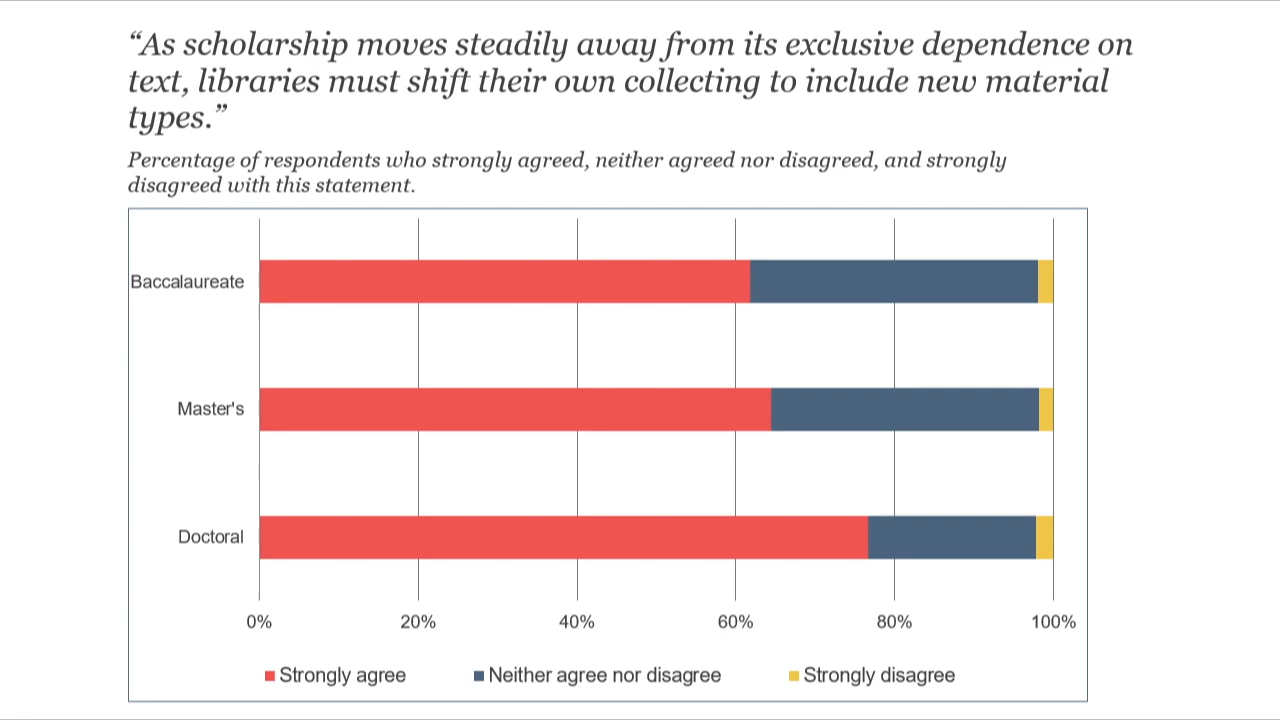 “As scholarship moves steadily away from its exclusive dependence on
text, libraries must shift their own collecting to include new material
types.”
Percentage of respondents who strongly agreed, neither agreed nor disagreed, and strongly
disagreed with this statement.
Baccalaureate
Master's
Doctoral
0% 20% 40% 60% 80% 100%
Strongly agree Neither agree nor disagree Strongly disagree